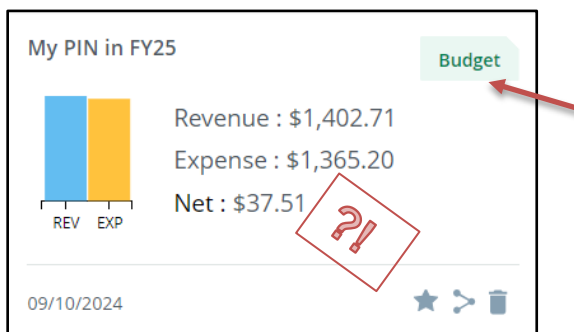 My PIN in FY25
Budget
Revenue : $1,402.71
Expense : $1,365.20
Net : $37.51
?!
REV EXP
09/10/2024